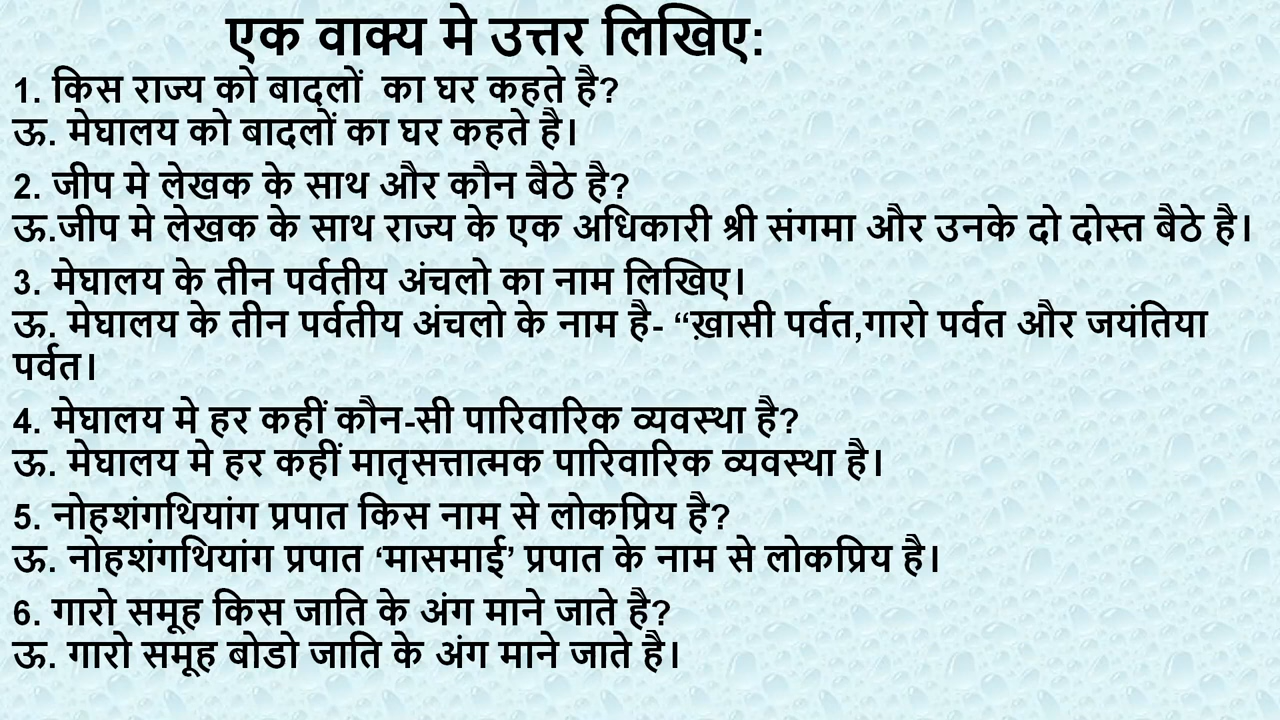 एक वाक्य मे उत्तर लिखिए:
1. किस राज्य को बादलों  का घर कहते है?
ऊ. मेघालय को बादलों का घर कहते है।
2. जीप मे लेखक के साथ और कौन बैठे है?
ऊ.जीप मे लेखक के साथ राज्य के एक अधिकारी श्री संगमा और उनके दो दोस्त बैठे है।
3. मेघालय के तीन पर्वतीय अंचलो का नाम लिखिए।
ऊ. मेघालय के तीन पर्वतीय अंचलो के नाम है- “ख़ासी पर्वत,गारो पर्वत और जयंतिया
पर्वत।
4. मेघालय मे हर कहीं कौन-सी पारिवारिक व्यवस्था है?
ऊ. मेघालय मे हर कहीं मातृसत्तात्मक पारिवारिक व्यवस्था है।
5. नोहशंगथियांग प्रपात किस नाम से लोकप्रिय है?
ऊ. नोहशंगथियांग प्रपात ‘मासमाई’ प्रपात के नाम से लोकप्रिय है।
6. गारो समूह किस जाति के अंग माने जाते है?
ऊ. गारो समूह बोडो जाति के अंग माने जाते है।